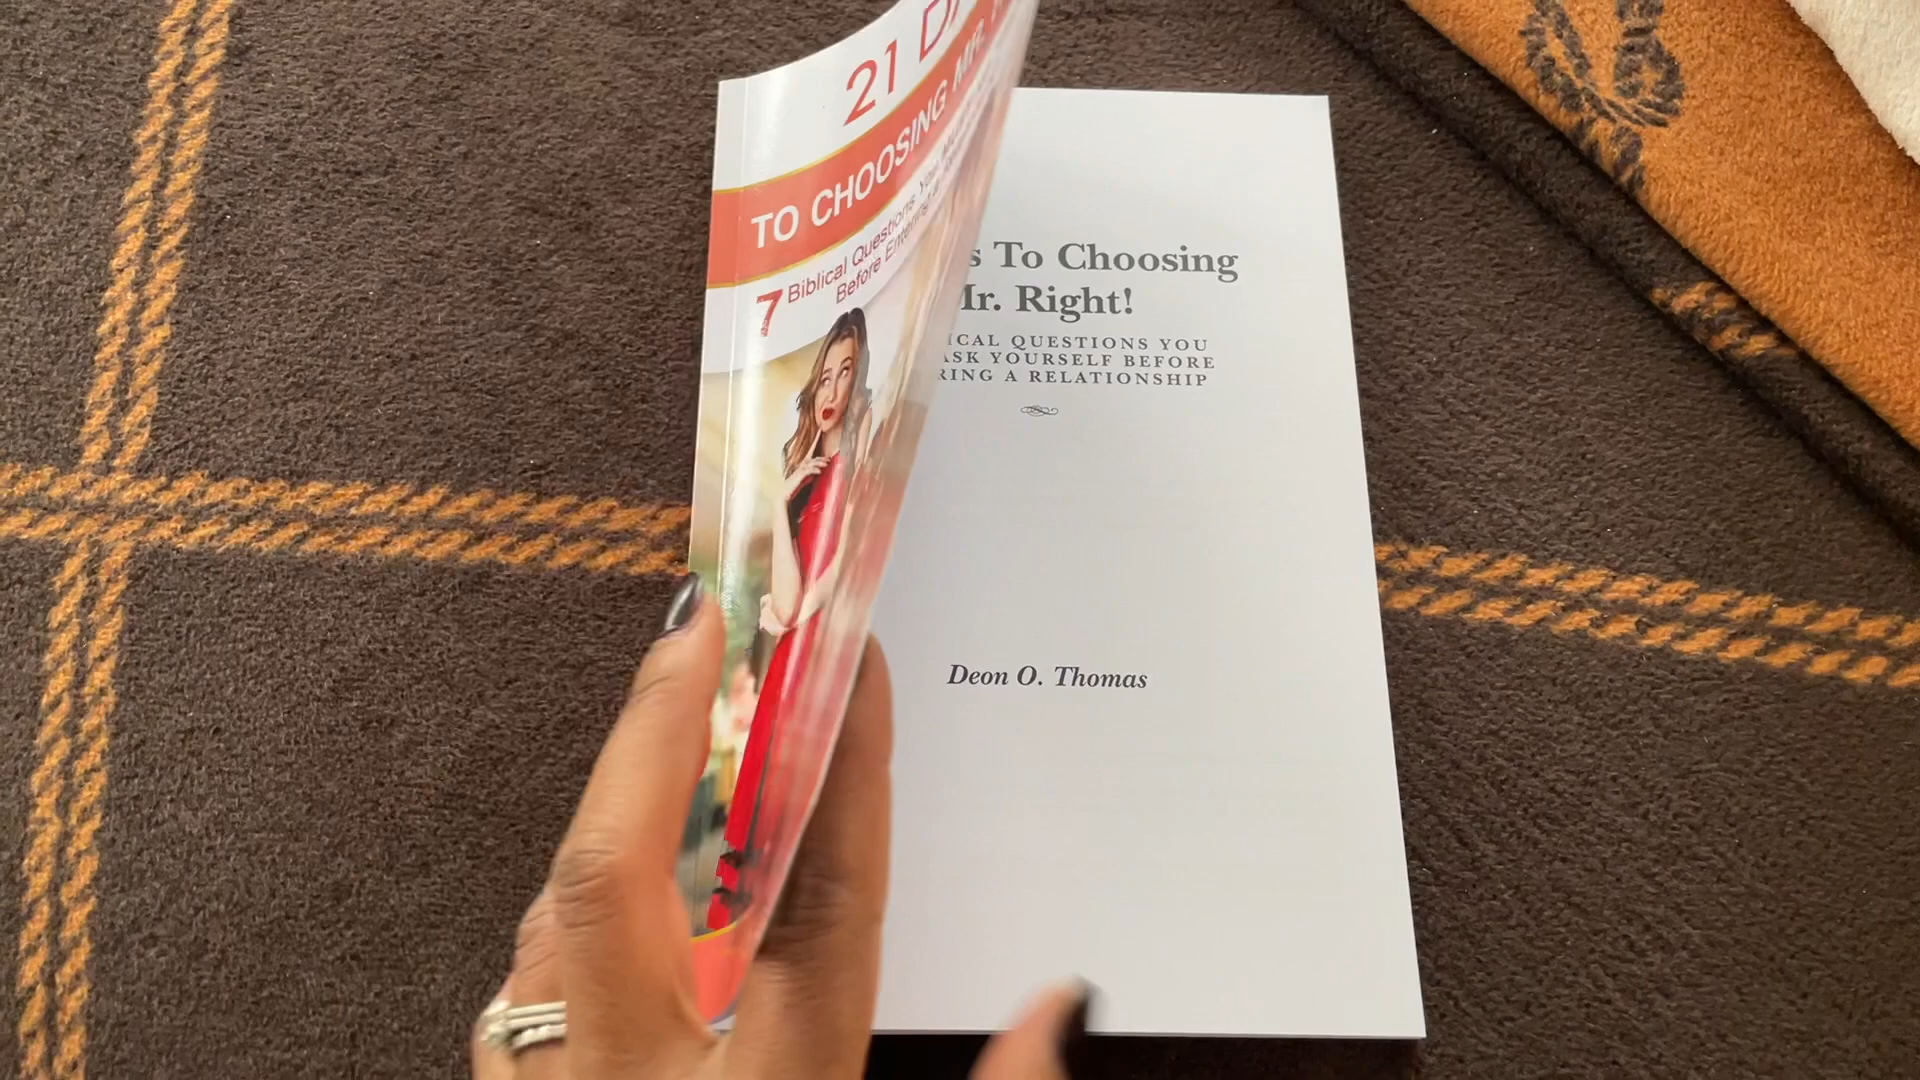 21
TO CHOOSING
7 Biblical Questions You
Before Entering
s To Choosing
Mr. Right!
ICAL QUESTIONS YOU
ASK YOURSELF BEFORE
RING A RELATIONSHIP
Deon O. Thomas